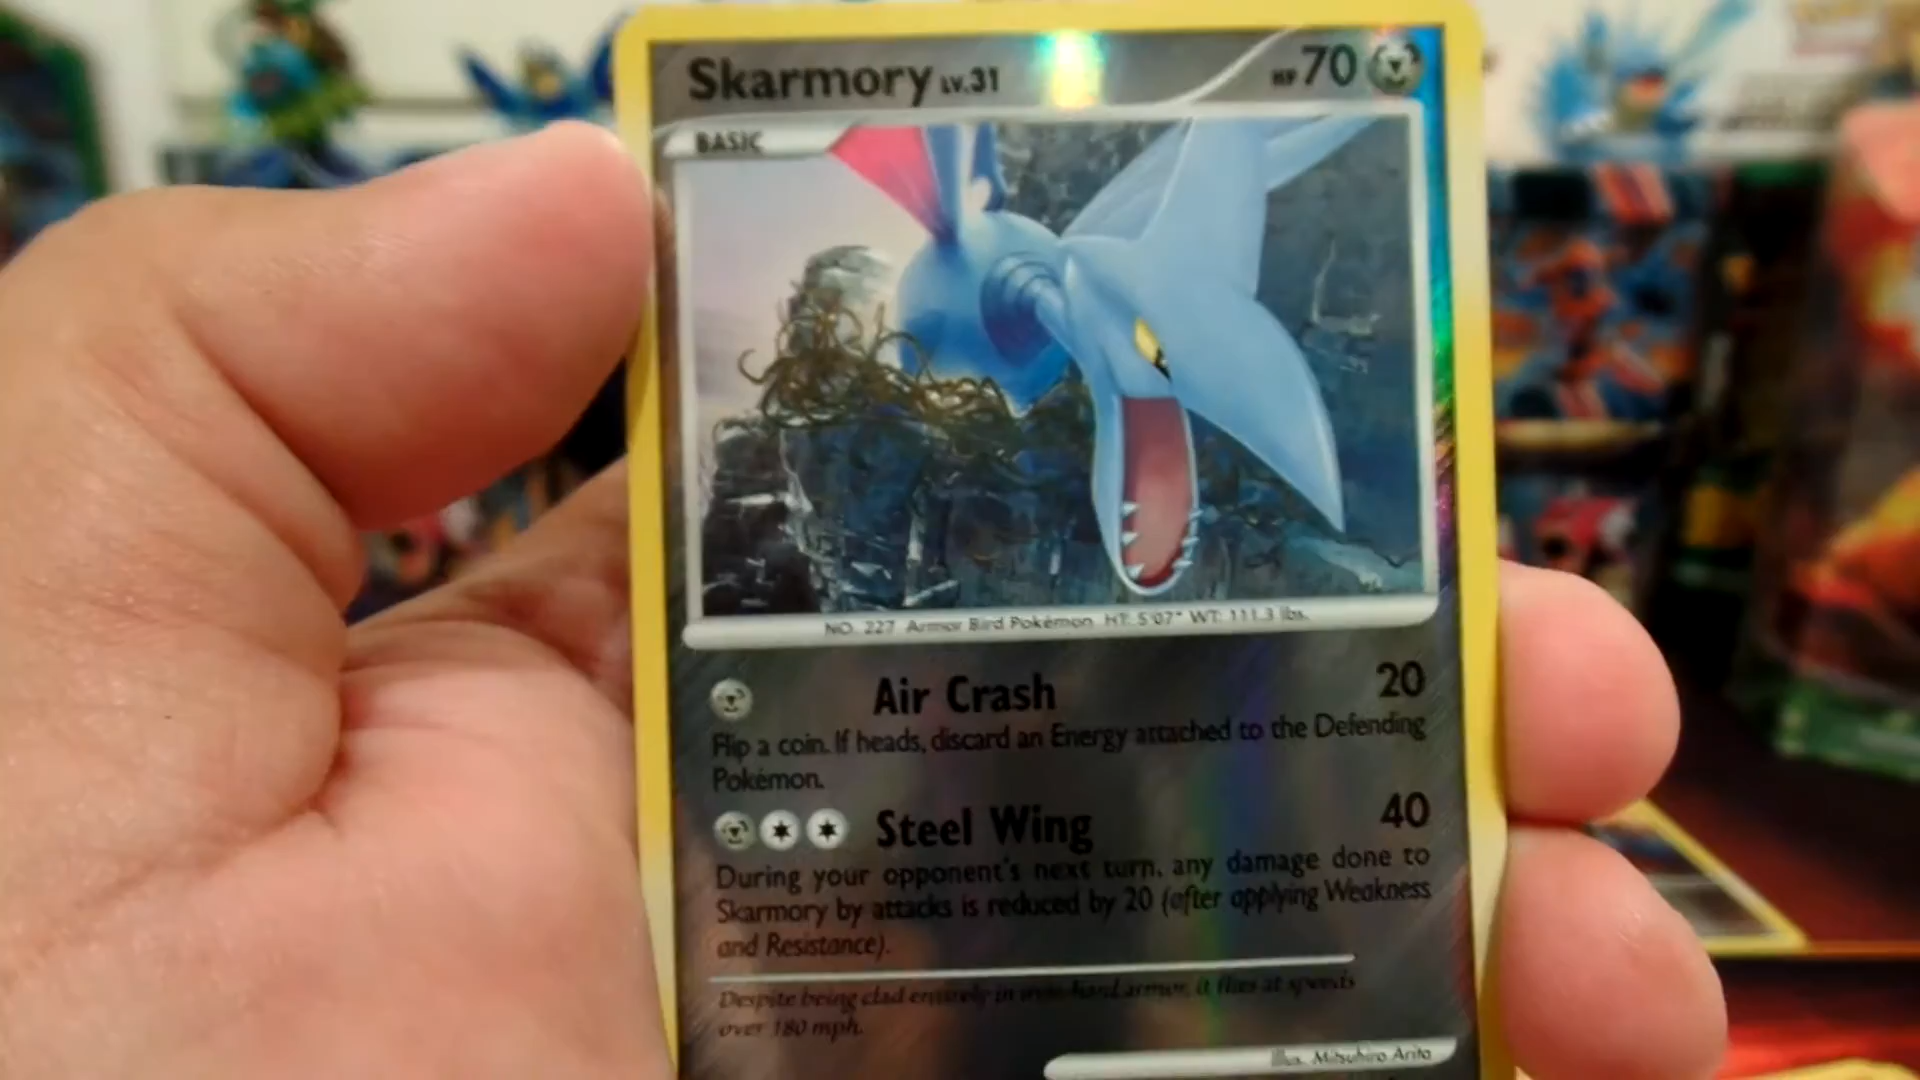 Skarmory LV.31 HP 70
BASIC
NO. 227 Armor Bird Pokémon HT: 5'07" WT: 111.3 lbs.
Air Crash 20
Flip a coin. If heads, discard an Energy attached to the Defending
Pokémon.
Steel Wing 40
During your opponent's next turn, any damage done to
Skarmory by attacks is reduced by 20 (after applying Weakness
and Resistance).
Despite being clad entirely in iron-hard armor, it flies at speeds
over 180 mph.
Illus. Mitsuhiro Arita